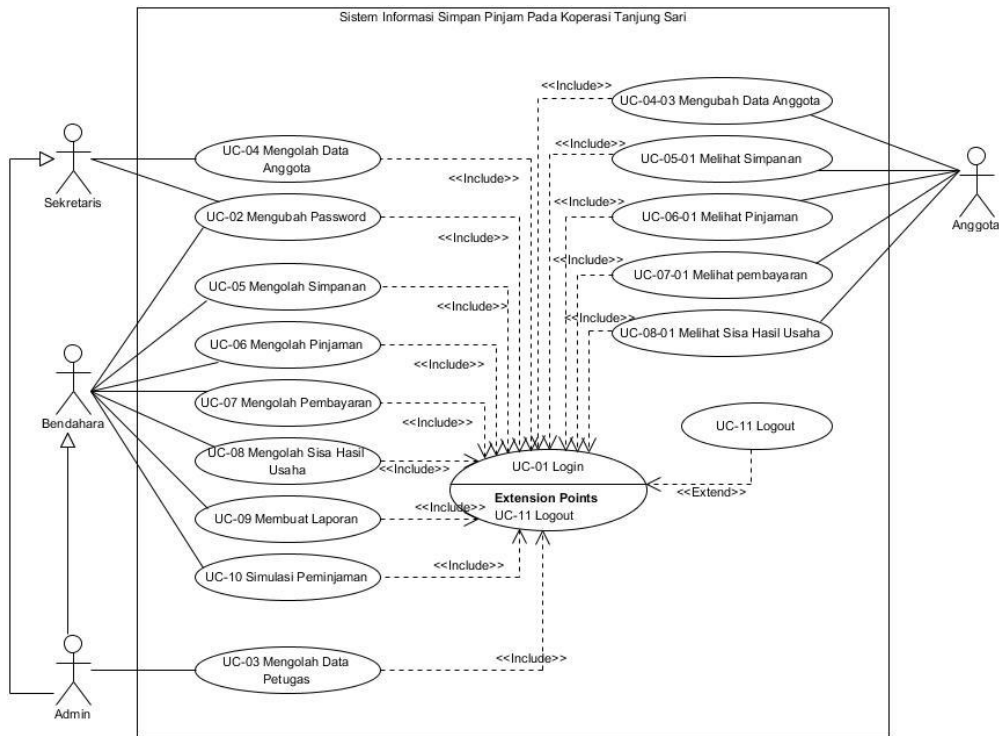 Sistem Informasi Simpan Pinjam Pada Koperasi Tanjung Sari
<<Include>>
UC-04-03 Mengubah Data Anggota
UC-04 Mengolah Data
Anggota
<<Include>>
<<Include>>
UC-05-01 Melihat Simpanan
Sekretaris
UC-02 Mengubah Password
<<Include>>
<<Include>>
UC-06-01 Melihat Pinjaman
Anggota
UC-05 Mengolah Simpanan
<<Include>>
<<Include>>
UC-07-01 Melihat pembayaran
UC-06 Mengolah Pinjaman
<<Include>>
<<Include>>
UC-08-01 Melihat Sisa Hasil Usaha
Bendahara
UC-07 Mengolah Pembayaran
<<Include>>
UC-11 Logout
UC-08 Mengolah Sisa Hasil
Usaha
<<Include>>
UC-01 Login
Extension Points
UC-11 Logout
<<Extend>>
UC-09 Membuat Laporan
<<Include>>
UC-10 Simulasi Peminjaman
<<Include>>
UC-03 Mengolah Data
Petugas
<<Include>>
Admin